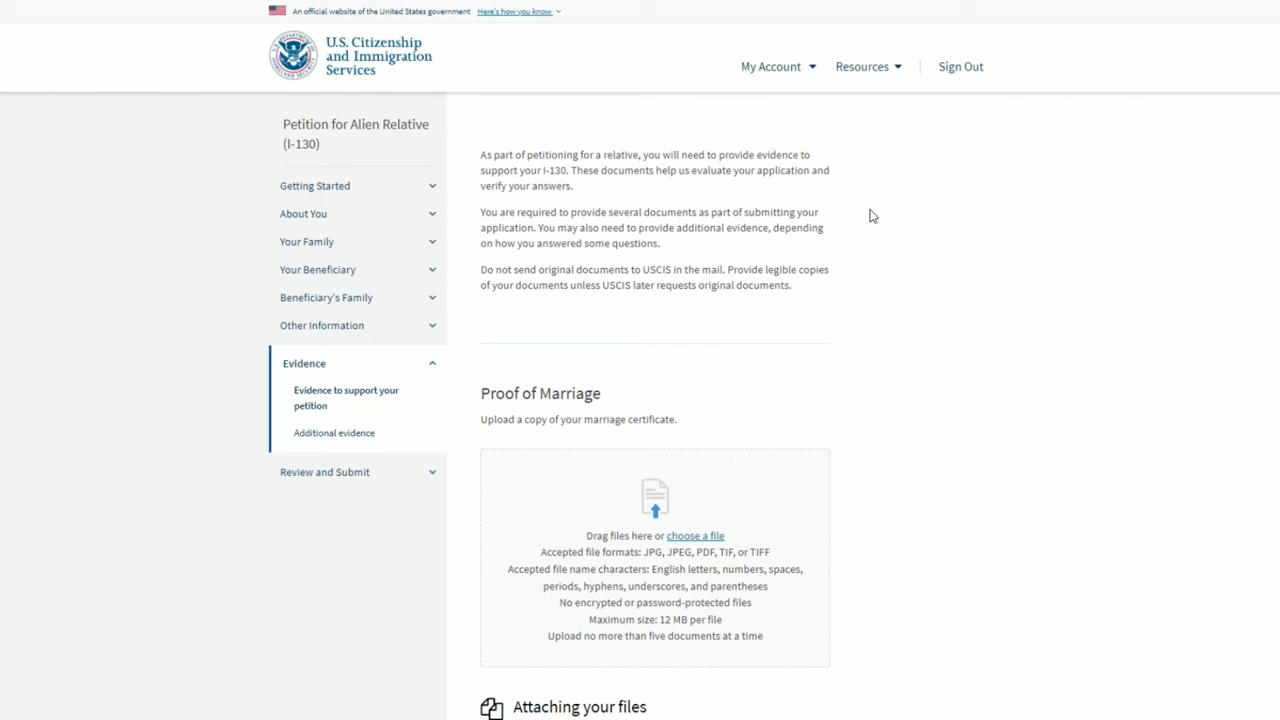 An official website of the United States government Here's how you know
U.S. Citizenship
and Immigration
Services
My Account
Resources
Sign Out
Petition for Alien Relative
(I-130)
Getting Started
About You
Your Family
Your Beneficiary
Beneficiary's Family
Other Information
Evidence
Evidence to support your
petition
Additional evidence
Review and Submit
As part of petitioning for a relative, you will need to provide evidence to
support your I-130. These documents help us evaluate your application and
verify your answers.
You are required to provide several documents as part of submitting your
application. You may also need to provide additional evidence, depending
on how you answered some questions.
Do not send original documents to USCIS in the mail. Provide legible copies
of your documents unless USCIS later requests original documents.
Proof of Marriage
Upload a copy of your marriage certificate.
Drag files here or choose a file
Accepted file formats: JPG, JPEG, PDF, TIF, or TIFF
Accepted file name characters: English letters, numbers, spaces,
periods, hyphens, underscores, and parentheses
No encrypted or password-protected files
Maximum size: 12 MB per file
Upload no more than five documents at a time
Attaching your files